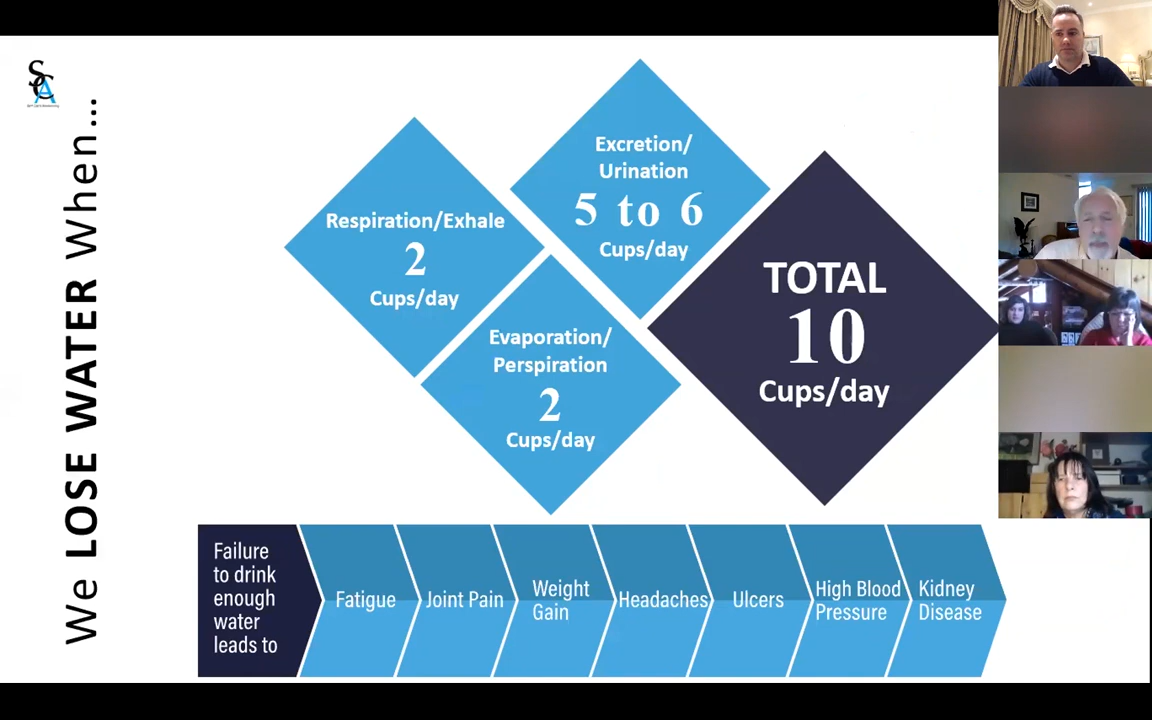 SCA
We LOSE WATER When...
Respiration/Exhale
2
Cups/day
Excretion/
Urination
5 to 6
Cups/day
Evaporation/
Perspiration
2
Cups/day
TOTAL
10
Cups/day
Failure
to drink
enough
water
leads to
Fatigue
Joint Pain
Weight
Gain
Headaches
Ulcers
High Blood
Pressure
Kidney
Disease